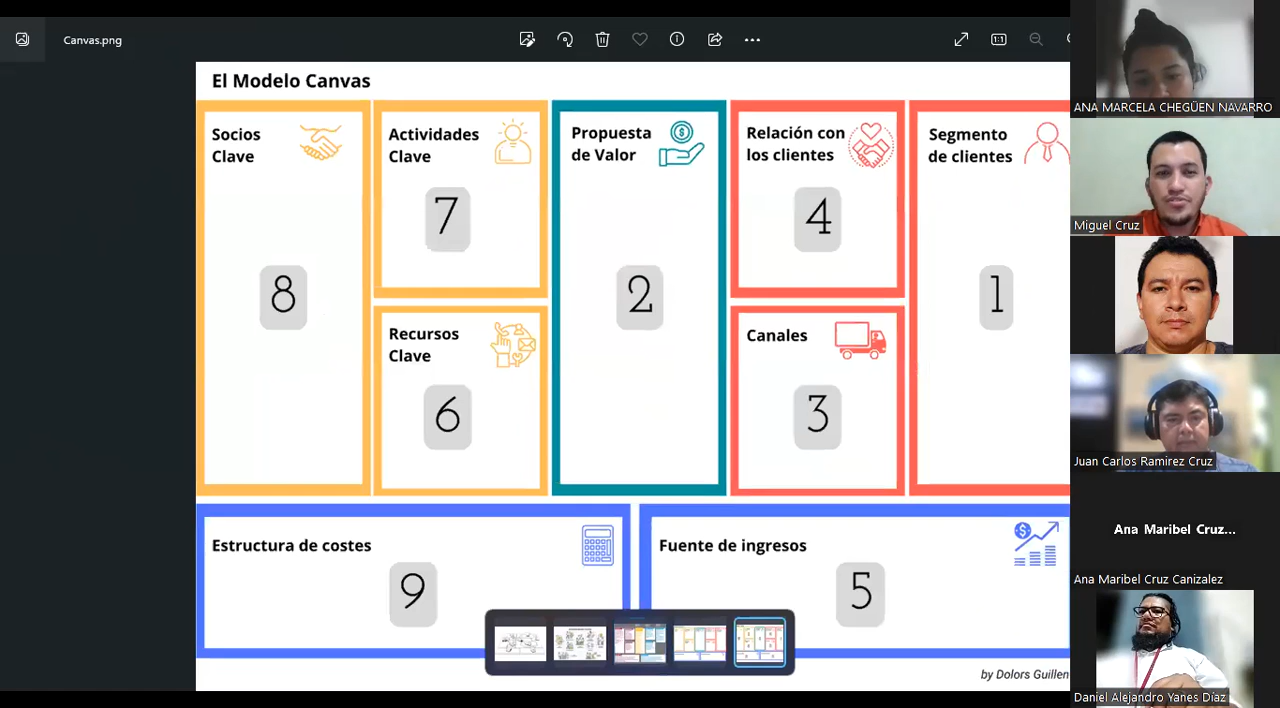 Canvas.png
El Modelo Canvas
Socios
Clave
8
Actividades
Clave
7
Recursos
Clave
6
Propuesta
de Valor
2
Relación con
los clientes
4
Canales
3
Segmento
de clientes
1
Estructura de costes
9
Fuente de ingresos
5
by Dolors Guillen
ANA MARCELA CHEGÜEN NAVARRO
Miguel Cruz
Juan Carlos Ramírez Cruz
Ana Maribel Cruz...
Ana Maribel Cruz Canizalez
Daniel Alejandro Yanes Díaz